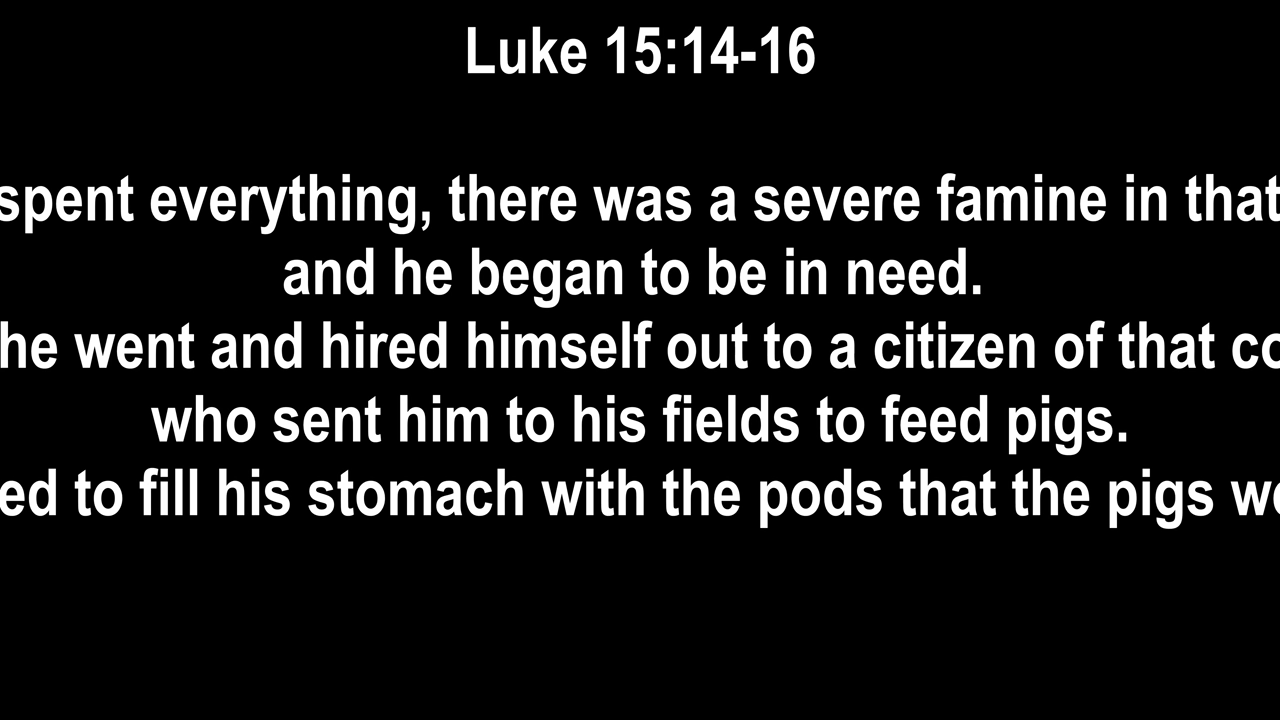 Luke 15:14-16
spent everything, there was a severe famine in that
and he began to be in need.
he went and hired himself out to a citizen of that co
who sent him to his fields to feed pigs.
ed to fill his stomach with the pods that the pigs we